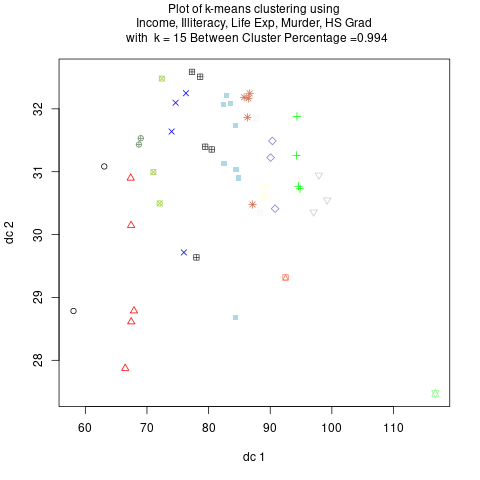 Plot of k-means clustering using
Income, Illiteracy, Life Exp, Murder, HS Grad
with k = 15 Between Cluster Percentage =0.994
32
31
30
29
28
dc 2
60 70 80 90 100 110
dc 1